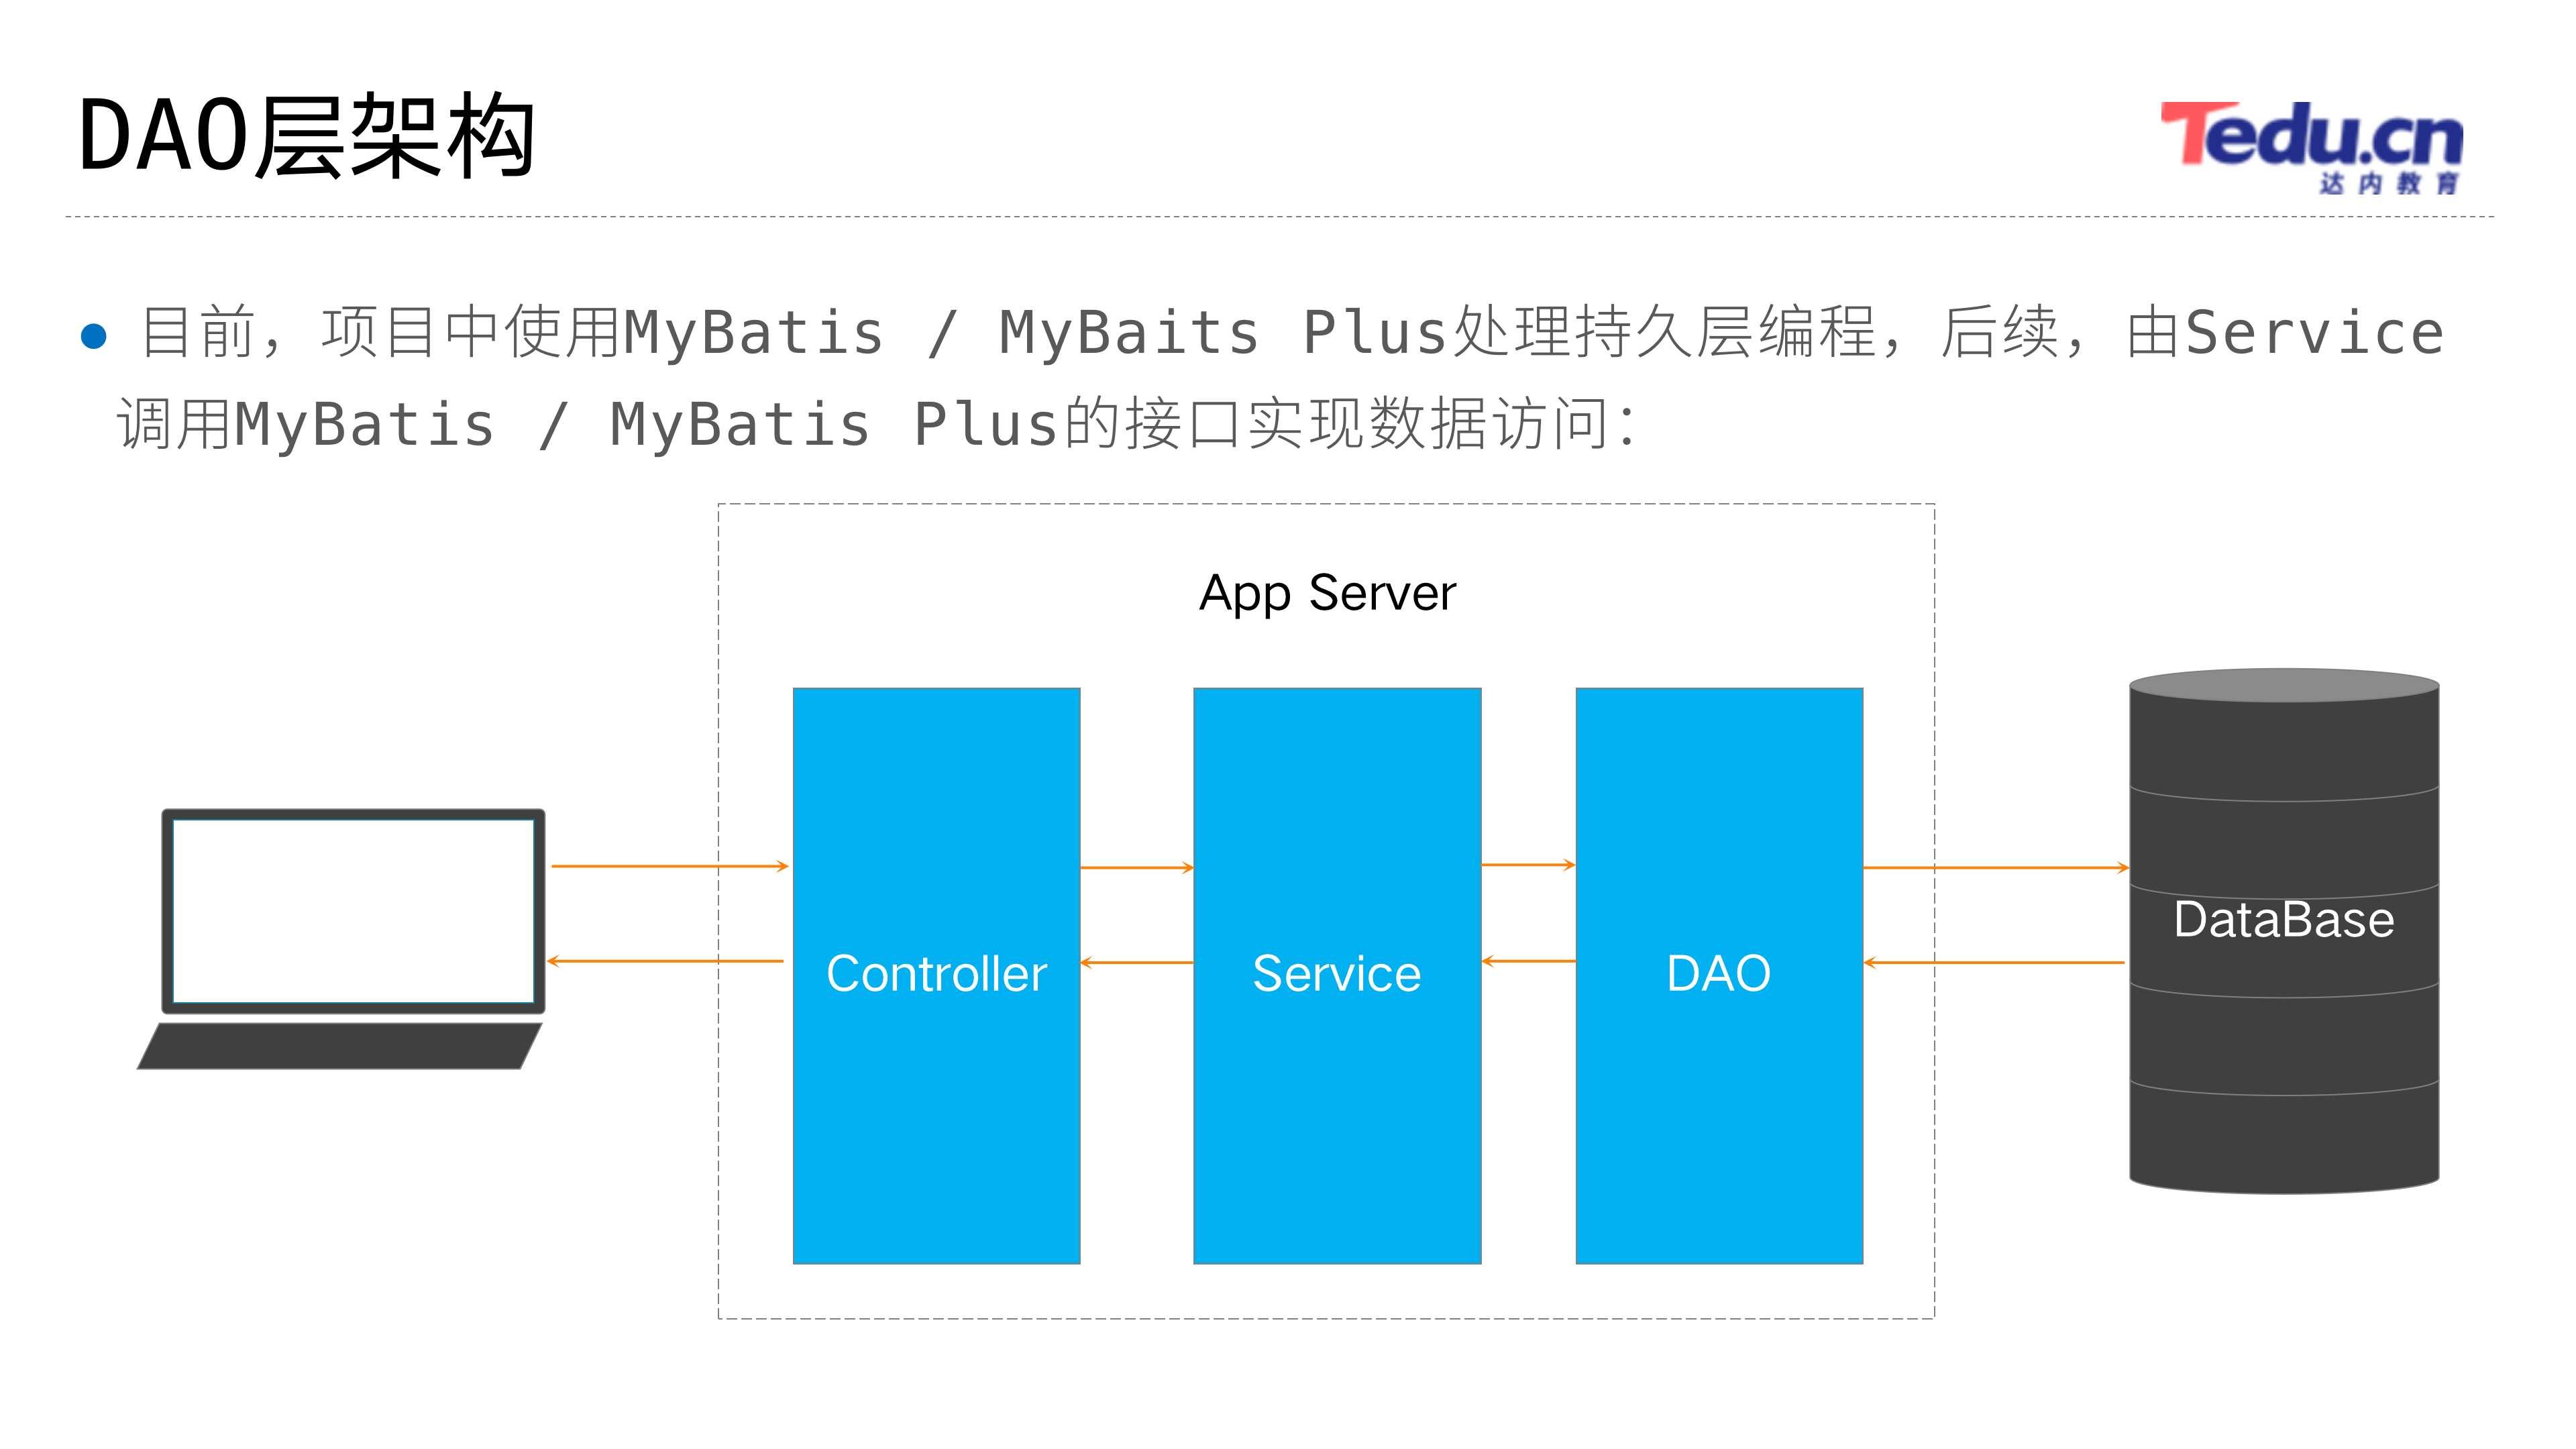 DAO层架构
Tedu.cn
达内教育
目前，项目中使用MyBatis / MyBaits Plus处理持久层编程，后续，由Service
调用MyBatis / MyBatis Plus的接口实现数据访问：
App Server
Controller
Service
DAO
DataBase